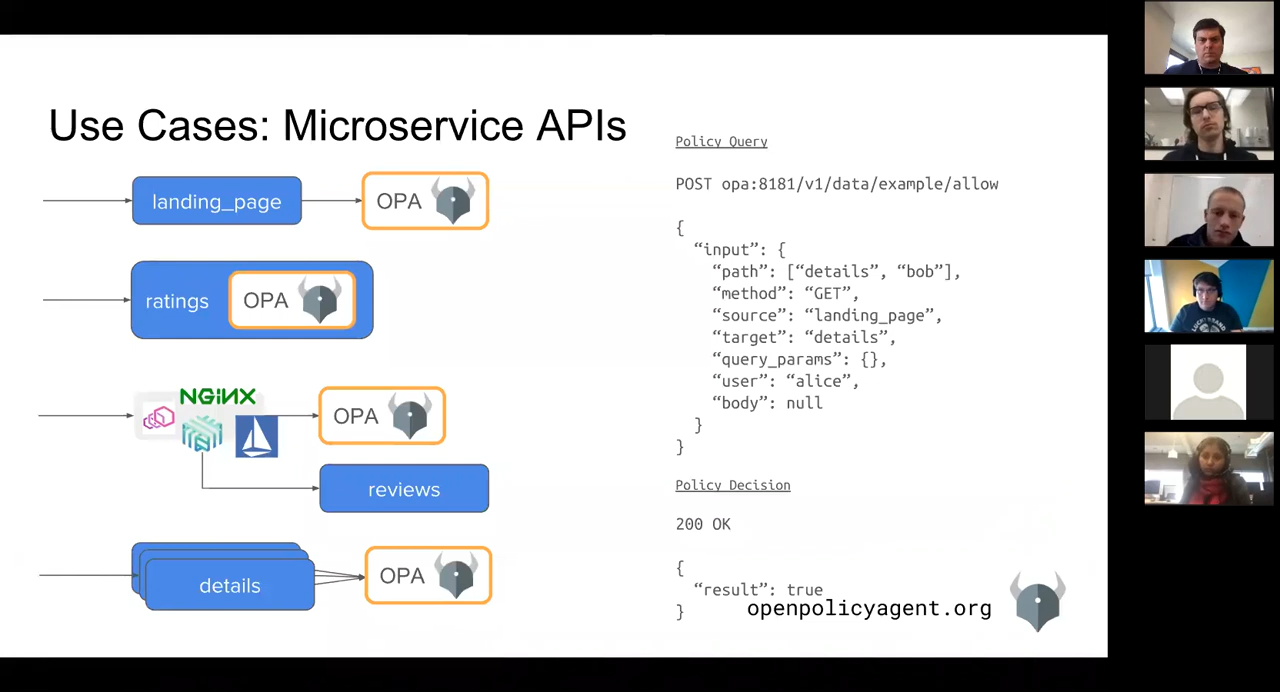 Use Cases: Microservice APIs
landing_page
OPA
ratings
OPA
NGINX
OPA
reviews
details
OPA
Policy Query
POST opa:8181/v1/data/example/allow
{
“input”: {
“path”: [“details”, “bob”],
“method”: “GET”,
“source”: “landing_page”,
“target”: “details”,
“query_params”: {},
“user”: “alice”,
“body”: null
}
}
Policy Decision
200 OK
{
“result”: true
}
openpolicyagent.org